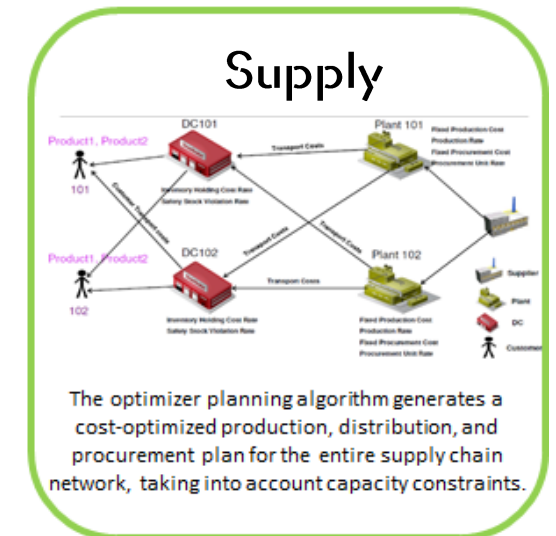 Supply
DC101
Plant 101
Fixed Production Cost
Production Rate
Fixed Procurement Cost
Procurement Unit Rate
Product1, Product2
Transport Costs
101
Inventory Holding Cost Rate
Safety Stock Violation Rate
Customer Transport costs
Transport Costs
Transport Costs
DC102
Plant 102
Product1, Product2
Transport Costs
102
Supplier
Plant
DC
Customer
Inventory Holding Cost Rate
Safety Stock Violation Rate
Fixed Production Cost
Production Rate
Fixed Procurement Cost
Procurement Unit Rate
The optimizer planning algorithm generates a
cost-optimized production, distribution, and
procurement plan for the entire supply chain
network, taking into account capacity constraints.